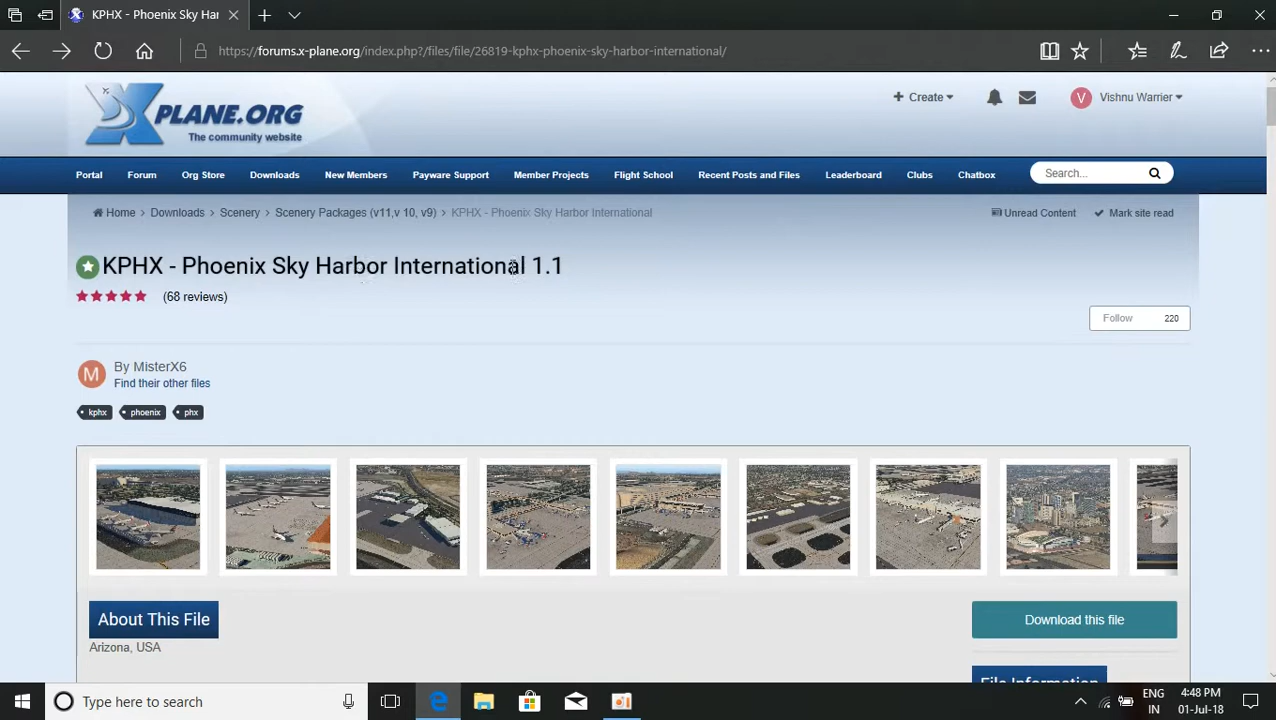 KPHX - Phoenix Sky Har
https://forums.x-plane.org/index.php?/files/file/26819-kphx-phoenix-sky-harbor-international/
X PLANE.ORG
The community website
Create
V Vishnu Warrier
Portal Forum Org Store Downloads New Members Payware Support Member Projects Flight School Recent Posts and Files Leaderboard Clubs Chatbox Search...
Home > Downloads > Scenery > Scenery Packages (v11,v 10, v9) > KPHX - Phoenix Sky Harbor International Unread Content Mark site read
KPHX - Phoenix Sky Harbor International 1.1
(68 reviews)
Follow 220
M By MisterX6
Find their other files
kphx phoenix phx
About This File
Download this file
Arizona, USA
File Information
Type here to search
ENG 4:48 PM
IN 01-Jul-18